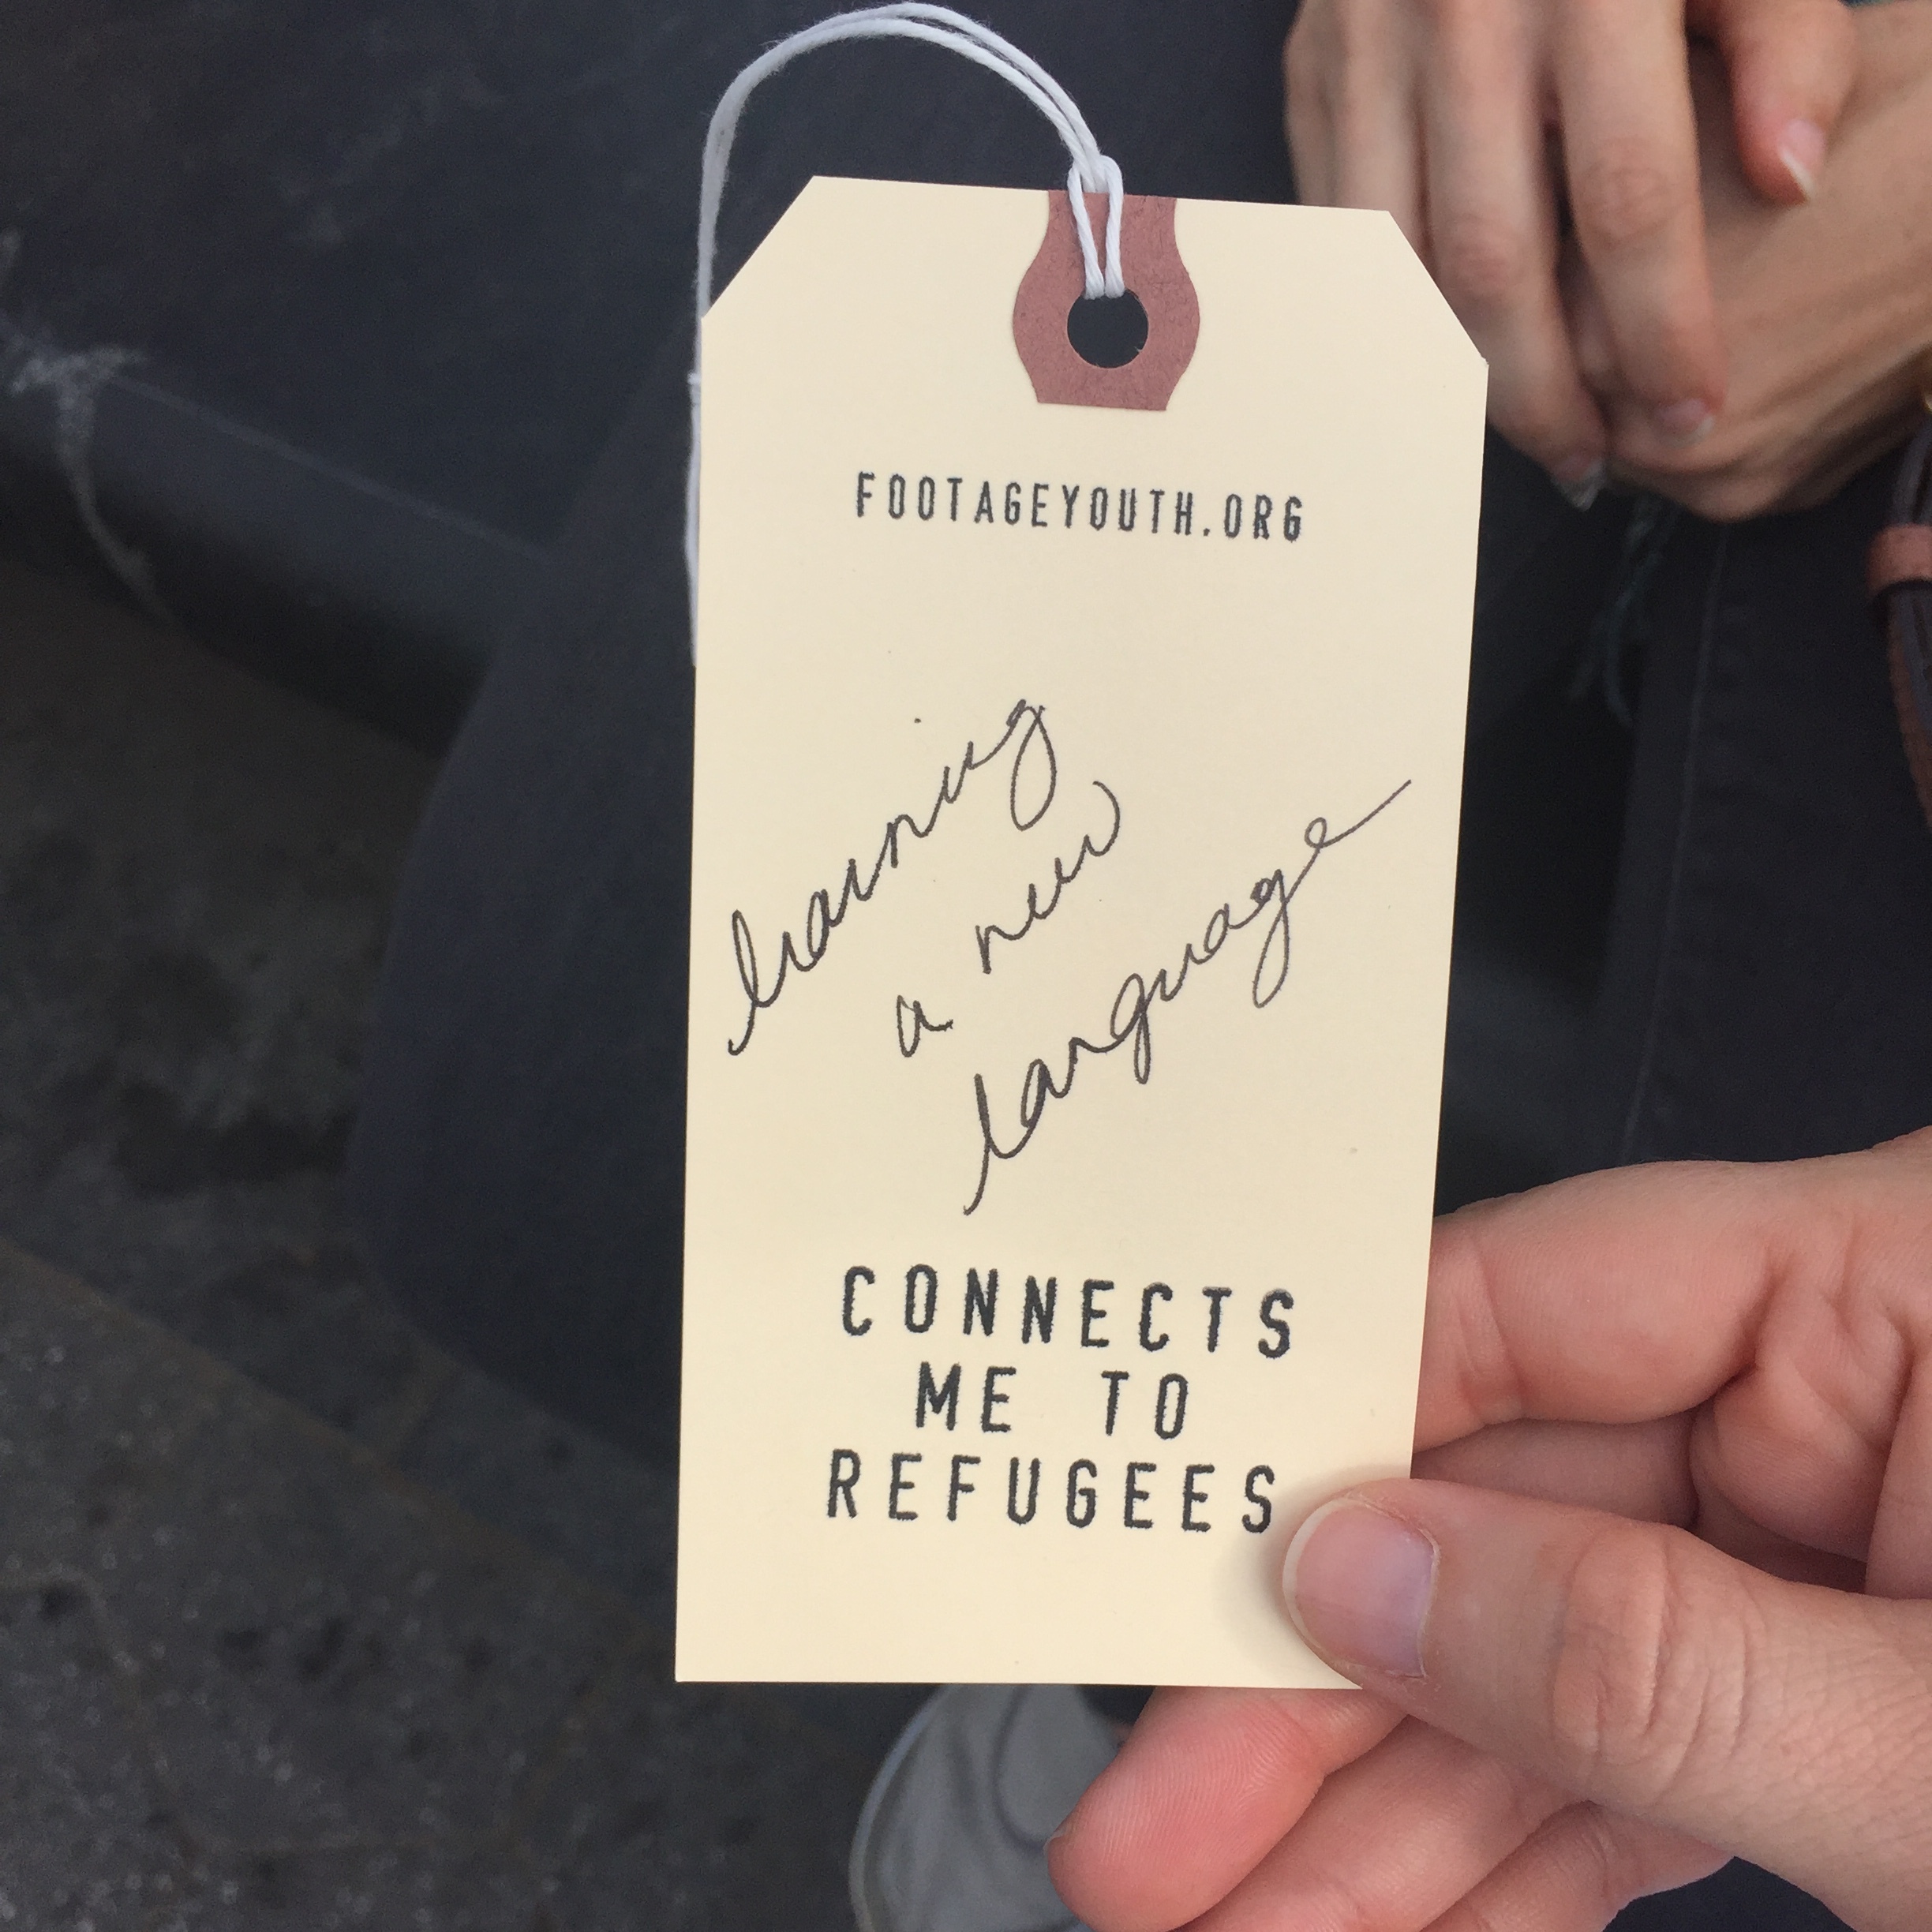 FOOTAGEYOUTH.ORG
learning
a new
language
CONNECTS
ME TO
REFUGEES